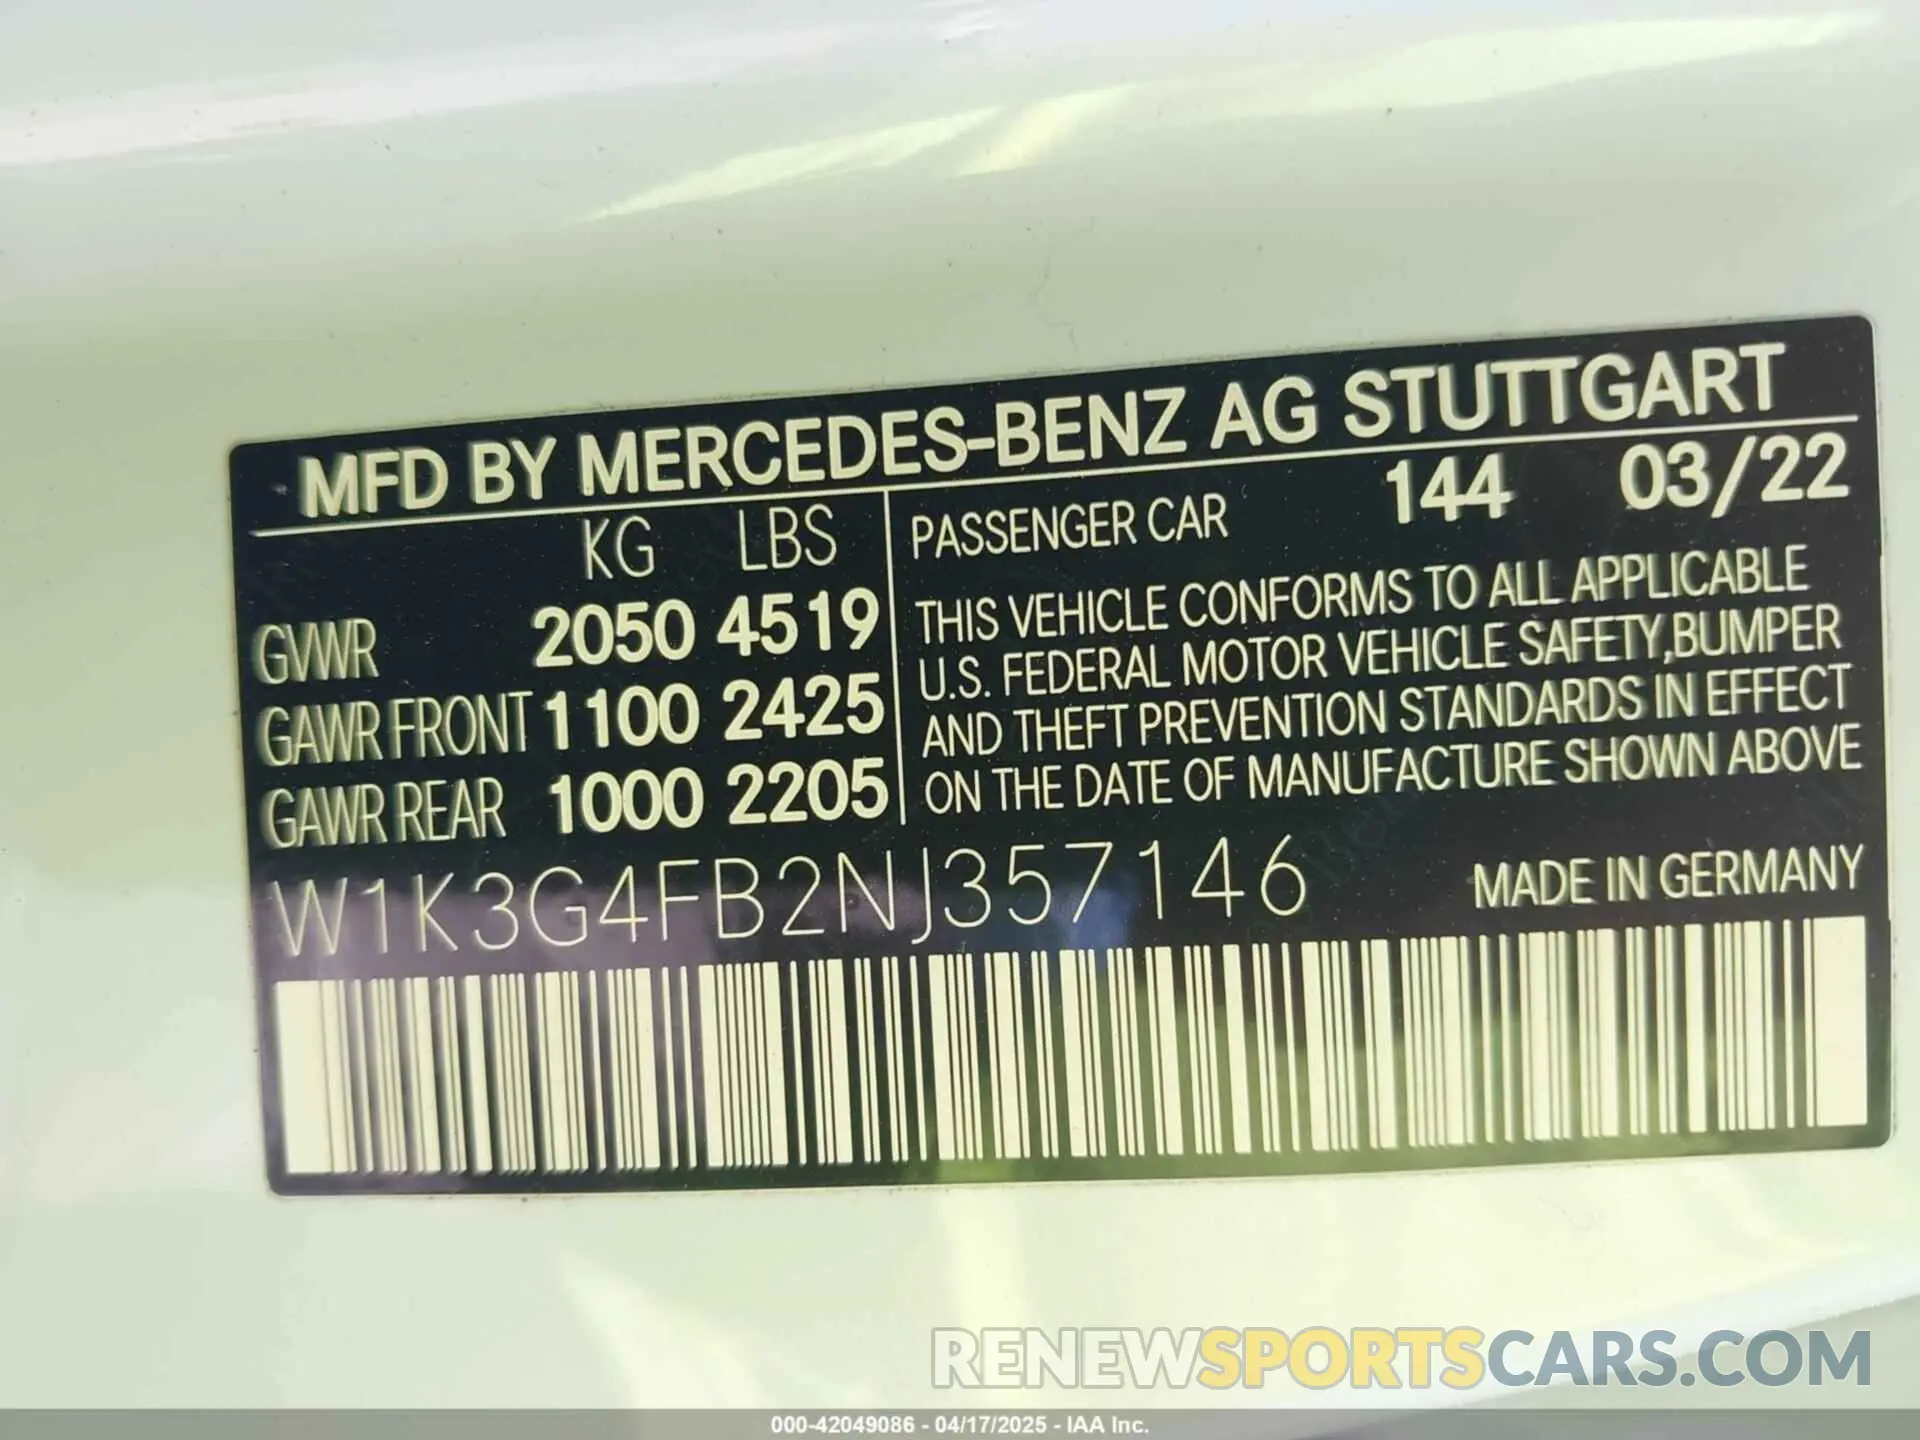 MFD BY MERCEDES-BENZ AG STUTTGART
KG LBS
GVWR 2050 4519
GAWR FRONT 1100 2425
GAWR REAR 1000 2205
PASSENGER CAR 144 03/22
THIS VEHICLE CONFORMS TO ALL APPLICABLE
U.S. FEDERAL MOTOR VEHICLE SAFETY,BUMPER
AND THEFT PREVENTION STANDARDS IN EFFECT
ON THE DATE OF MANUFACTURE SHOWN ABOVE
W1K3G4FB2NJ357146 MADE IN GERMANY
RENEWSPORTSCARS.COM
000-42049086 - 04/17/2025 - IAA Inc.